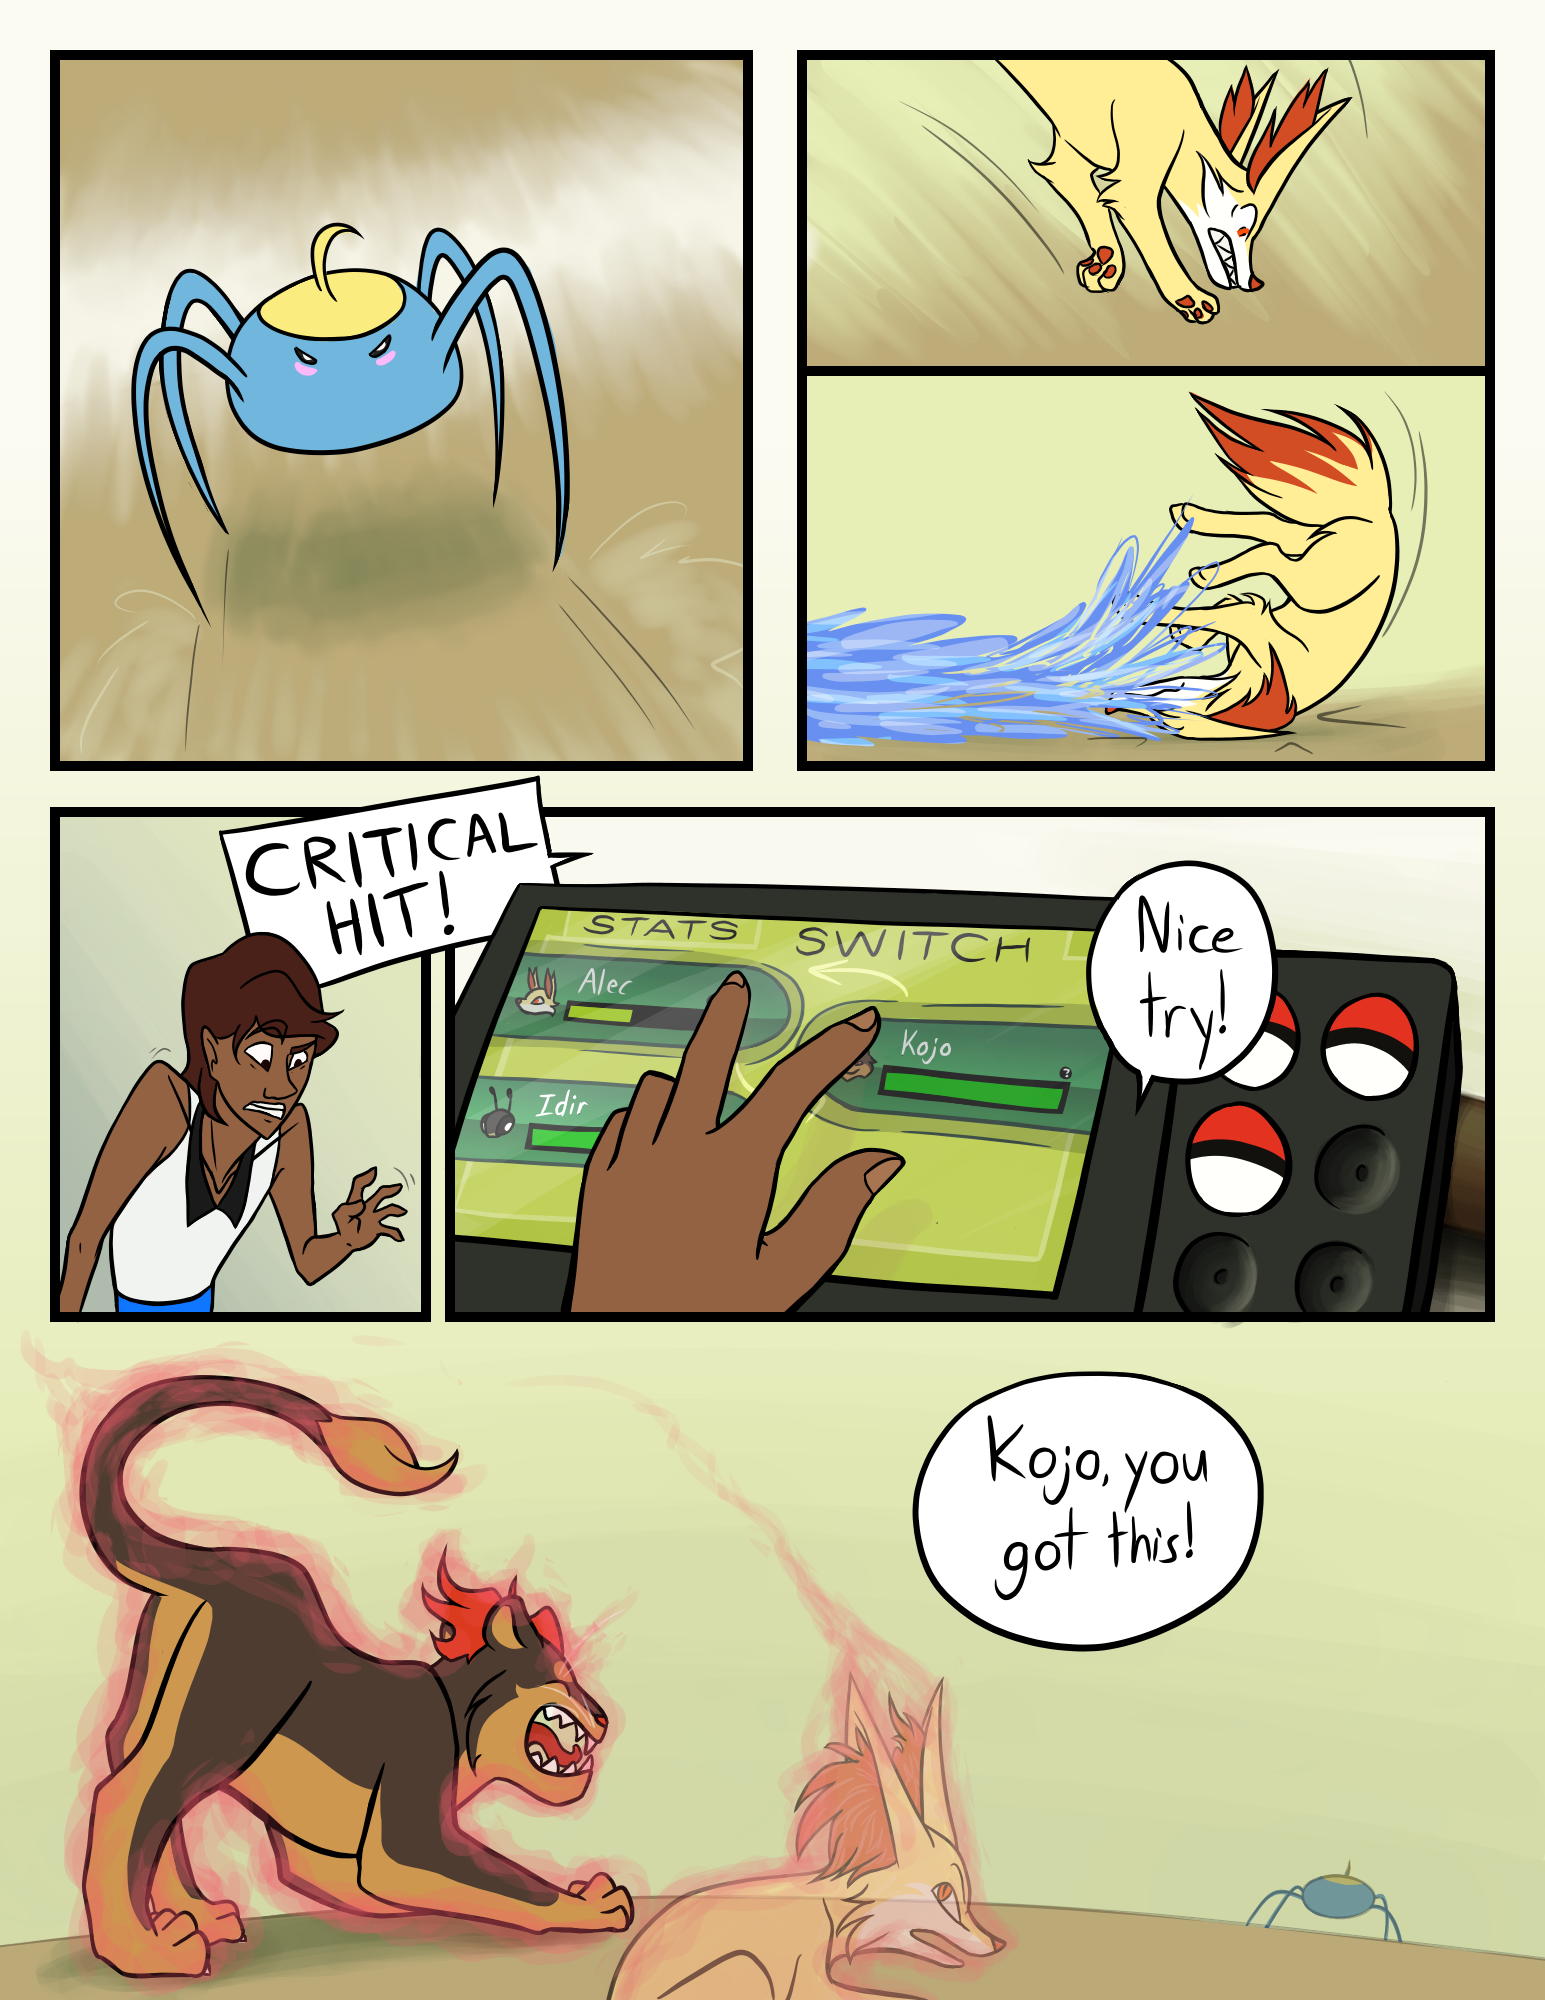 CRITICAL
HIT!
STATS
SWITCH
Alec
Kojo
?
Idir
Nice
try!
Kojo, you
got this!